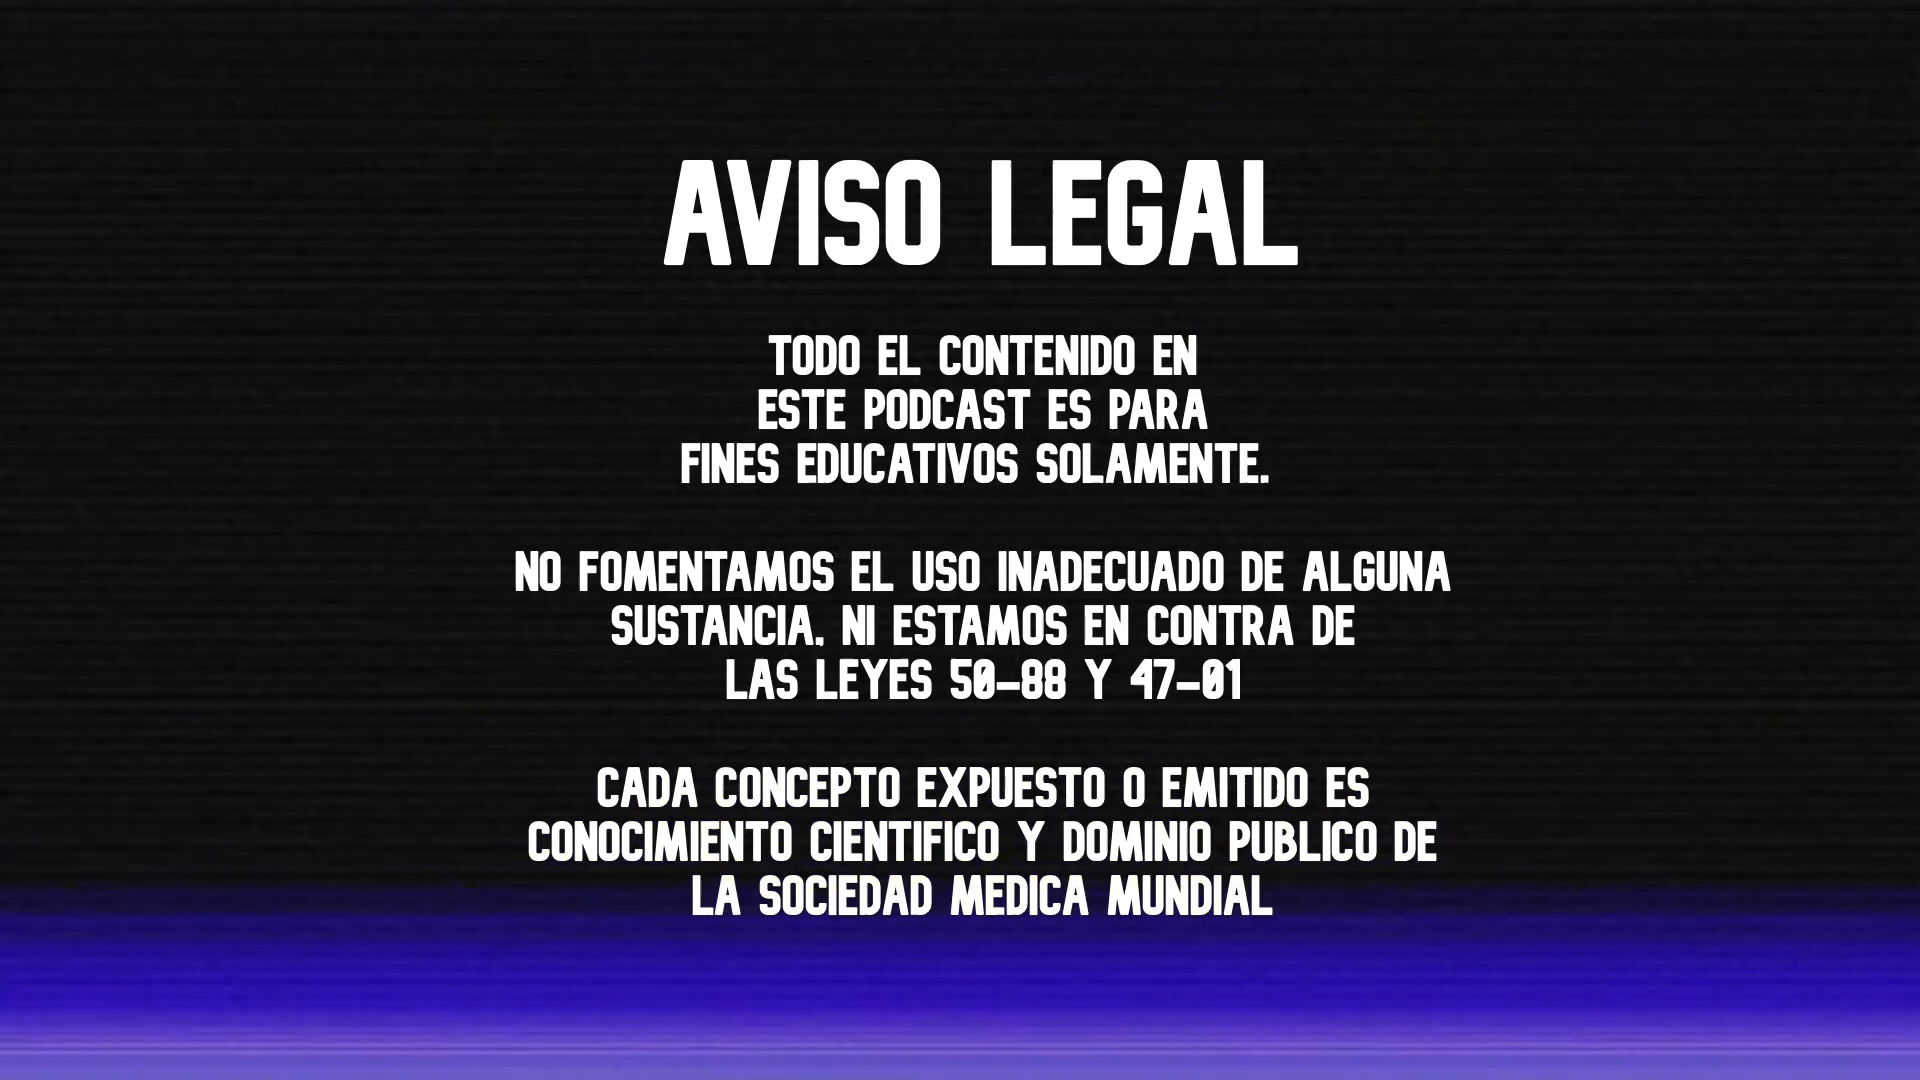 AVISO LEGAL
TODO EL CONTENIDO EN
ESTE PODCAST ES PARA
FINES EDUCATIVOS SOLAMENTE.
NO FOMENTAMOS EL USO INADECUADO DE ALGUNA
SUSTANCIA, NI ESTAMOS EN CONTRA DE
LAS LEYES 50-88 Y 47-01
CADA CONCEPTO EXPUESTO O EMITIDO ES
CONOCIMIENTO CIENTIFICO Y DOMINIO PUBLICO DE
LA SOCIEDAD MEDICA MUNDIAL